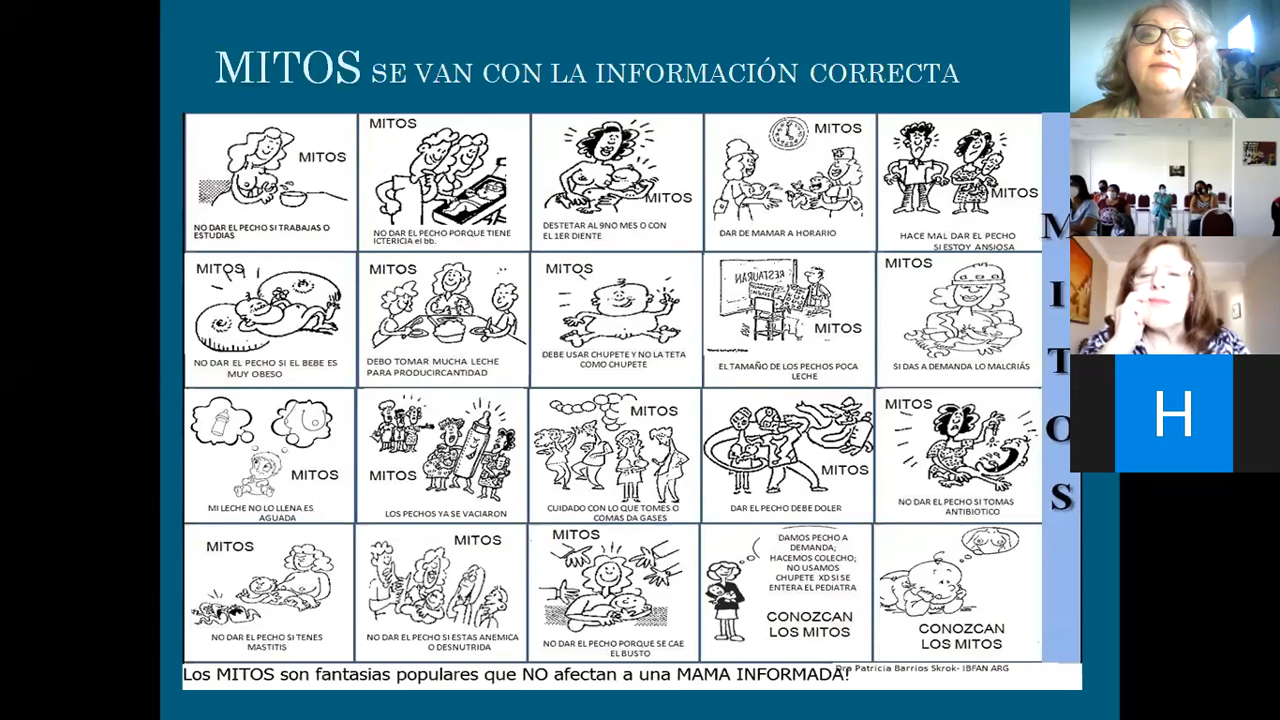 MITOS SE VAN CON LA INFORMACIÓN CORRECTA
MITOS
NO DAR EL PECHO SI TRABAJAS O
ESTUDIAS
MITOS
NO DAR EL PECHO PORQUE TIENE
ICTERICIA el bb.
MITOS
DESTETAR AL 9NO MES O CON
EL 1ER DIENTE
MITOS
DAR DE MAMAR A HORARIO
MITOS
HACE MAL DAR EL PECHO
SI ESTOY ANSIOSA
MITOS
NO DAR EL PECHO SI EL BEBE ES
MUY OBESO
MITOS
DEBO TOMAR MUCHA LECHE
PARA PRODUCIRCANTIDAD
MITOS
DEBE USAR CHUPETE Y NO LA TETA
COMO CHUPETE
RESTAURAN
MITOS
EL TAMAÑO DE LOS PECHOS POCA
LECHE
MITOS
SI DAS A DEMANDA LO MALCRIÁS
MITOS
MI LECHE NO LO LLENA ES
AGUADA
MITOS
LOS PECHOS YA SE VACIARON
MITOS
CUIDADO CON LO QUE TOMES O
COMAS DA GASES
MITOS
DAR EL PECHO DEBE DOLER
MITOS
NO DAR EL PECHO SI TOMAS
ANTIBIOTICO
MITOS
NO DAR EL PECHO SI TENES
MASTITIS
MITOS
NO DAR EL PECHO SI ESTAS ANEMICA
O DESNUTRIDA
MITOS
NO DAR EL PECHO PORQUE SE CAE
EL BUSTO
DAMOS PECHO A
DEMANDA;
HACEMOS COLECHO;
NO USAMOS
CHUPETE XD SI SE
ENTERA EL PEDIATRA
CONOZCAN
LOS MITOS
CONOZCAN
LOS MITOS
M
I
T
O
S
Los MITOS son fantasias populares que NO afectan a una MAMA INFORMADA!
Dra Patricia Barrios Skrok- IBFAN ARG
H